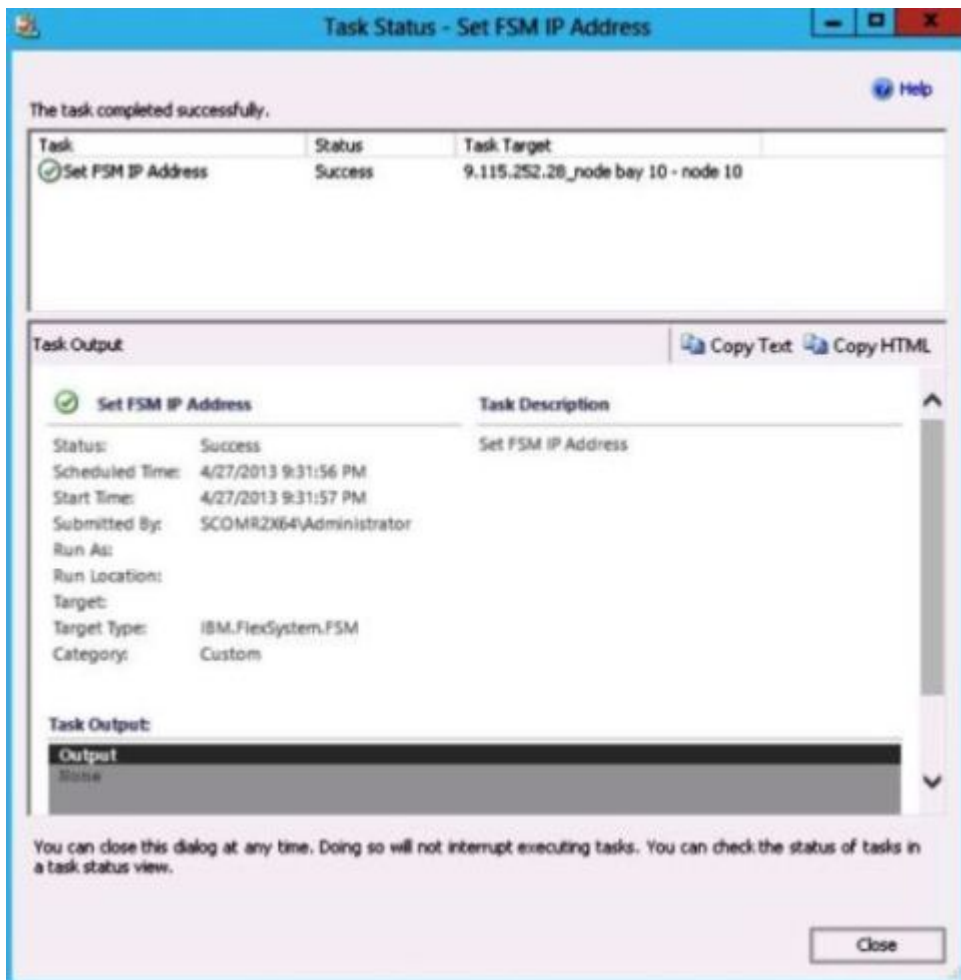 Task Status - Set FSM IP Address
Help
The task completed successfully.
Task Status Task Target
Set FSM IP Address Success 9.115.252.28_node bay 10 - node 10
Task Output Copy Text Copy HTML
Set FSM IP Address Task Description
Status: Success Set FSM IP Address
Scheduled Time: 4/27/2013 9:31:56 PM
Start Time: 4/27/2013 9:31:57 PM
Submitted By: SCOMR2X64\Administrator
Run As:
Run Location:
Target:
Target Type: IBM.FlexSystem.FSM
Category: Custom
Task Output:
Output
None
You can close this dialog at any time. Doing so will not interrupt executing tasks. You can check the status of tasks in
a task status view.
Close